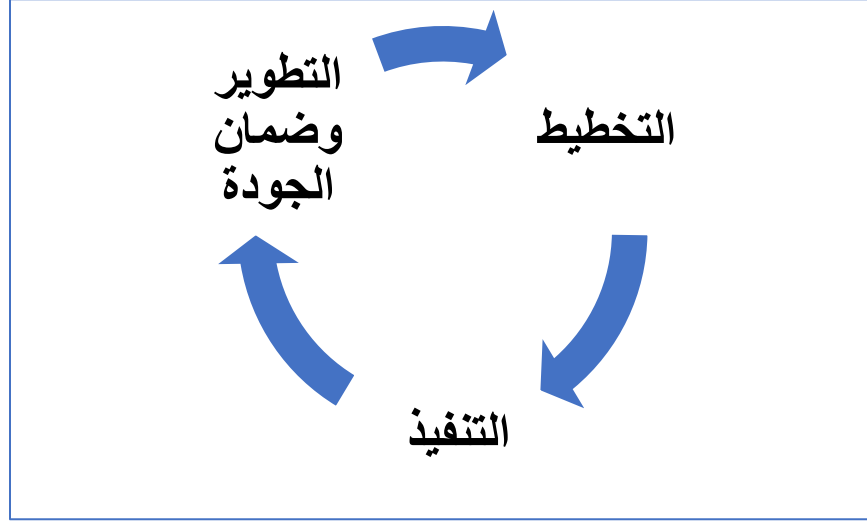 التخطيط
التنفيذ
التطوير
وضمان
الجودة